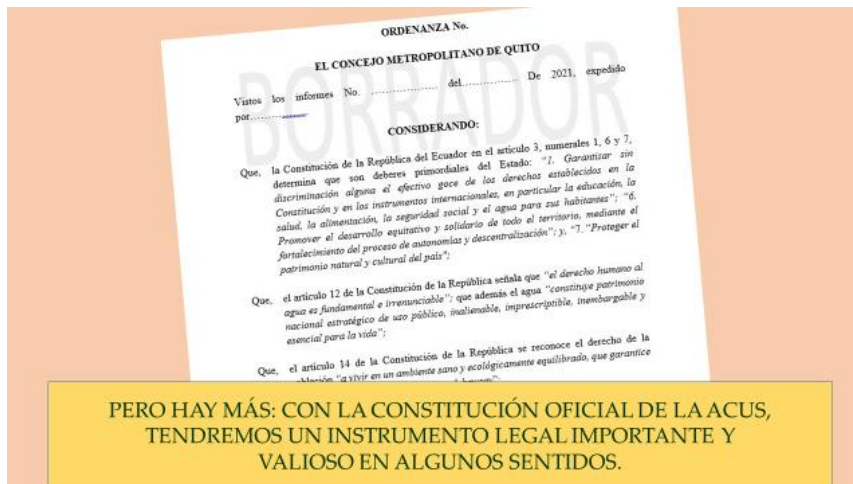 ORDENANZA No.
EL CONCEJO METROPOLITANO DE QUITO
BORRADOR
Vistos los informes No. .................... del................ De 2021, expedido
por..................
CONSIDERANDO:
Que, la Constitución de la República del Ecuador en el artículo 3, numerales 1, 6 y 7,
determina que son deberes primordiales del Estado: "1. Garantizar sin
discriminación alguna el efectivo goce de los derechos establecidos en la
Constitución y en los instrumentos internacionales, en particular la educación, la
salud, la alimentación, la seguridad social y el agua para sus habitantes"; "6.
Promover el desarrollo equitativo y solidario de todo el territorio, mediante el
fortalecimiento del proceso de autonomías y descentralización"; y, "7. "Proteger el
patrimonio natural y cultural del país";
Que, el artículo 12 de la Constitución de la República señala que "el derecho humano al
agua es fundamental e irrenunciable"; que además el agua "constituye patrimonio
nacional estratégico de uso público, inalienable, imprescriptible, inembargable y
esencial para la vida";
Que, el artículo 14 de la Constitución de la República se reconoce el derecho de la
"a vivir en un ambiente sano y ecológicamente equilibrado, que garantice
PERO HAY MÁS: CON LA CONSTITUCIÓN OFICIAL DE LA ACUS,
TENDREMOS UN INSTRUMENTO LEGAL IMPORTANTE Y
VALIOSO EN ALGUNOS SENTIDOS.